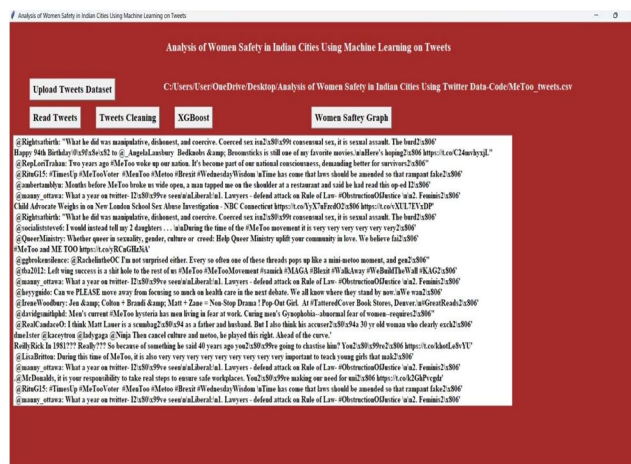 Analysis of Women Safety in Indian Cities Using Machine Learning on Tweets
Analysis of Women Safety in Indian Cities Using Machine Learning on Tweets
Upload Tweets Dataset
C:/Users/User/OneDrive/Desktop/Analysis of Women Safety in Indian Cities Using Twitter Data-Code/MeToo_tweets.csv
Read Tweets Tweets Cleaning XGBoost Women Saftey Graph
@Rightsatbirth: "What he did was manipulative, dishonest, and coercive. Coerced sex isn2\x80\x99t consensual sex, it is sexual assault. The burd2\x806'
Happy 94th Birthday!\x9f\x8e\x82 to @_AngelaLansbury Bedknobs &amp; Broomsticks is still one of my favorite movies.\n\nHere's hoping2\x806 https://t.co/C24mvhyxjL"
@RepLoriTrahan: Two years ago #MeToo woke up our nation. It's become part of our national consciousness, demanding better for survivors2\x806"
@RituG15: #TimesUp #MeTooVoter #MenToo #Metoo #Brexit #WednesdayWisdom \nTime has come that laws should be amended so that rampant fake2\x806'
@ambertamblyn: Months before MeToo broke us wide open, a man tapped me on the shoulder at a restaurant and said he had read this op-ed I2\x806'
@manny_ottawa: What a year on twitter- I2\x80\x99ve seen\n\nLiberal:\n1. Lawyers - defend attack on Rule of Law- #ObstructionOfJustice \n\n2. Feminis2\x806'
Child Advocate Weighs in on New London School Sex Abuse Investigation - NBC Connecticut https://t.co/YyX7nFrdO2\x806 https://t.co/vXUL7EVxDP'
@Rightsatbirth: "What he did was manipulative, dishonest, and coercive. Coerced sex isn2\x80\x99t consensual sex, it is sexual assault. The burd2\x806'
@socialiststeve6: I would instead tell my 2 daughters . . . \n\nDuring the time of the #MeToo movement it is very very very very very very2\x806'
@QueerMinistry: Whether queer in sexuality, gender, culture or creed: Help Queer Ministry uplift your community in love. We believe fai2\x806'
#MeToo and ME TOO https://t.co/yRCnGHz%A'
@ggbrokensilence: @RachelintheOC I'm not surprised either. Every so often one of these threads pops up like a mini-metoo moment, and gen2\x806"
@tba2012: Left wing success is a shit hole to the rest of us #MeToo #MeTooMovement #samich #MAGA #Blexit #WalkAway #WeBuildTheWall #KAG2\x806'
@manny_ottawa: What a year on twitter- I2\x80\x99ve seen\n\nLiberal:\n1. Lawyers - defend attack on Rule of Law- #ObstructionOfJustice \n\n2. Feminis2\x806'
@heyyguido: Can we PLEASE move away from focusing so much on health care in the next debate. We all know where they stand by now.\n\nWe wan2\x806'
@IreneWoodbury: Jen &amp; Colton + Brandi &amp; Matt + Zane = Non-Stop Drama ! Pop-Out Girl. At #TatteredCover Book Stores, Denver.\n#GreatReads2\x806'
@davidgsmithphd: Men's current #MeToo hysteria has men living in fear at work. Curing men's Gynophobia--abnormal fear of women--requires2\x806"
@RealCandaceO: I think Matt Lauer is a scumbag2\x80\x94 as a father and husband. But I also think his accuser2\x80\x94a 30 yr old woman who clearly exch2\x806'
dme1ster @kaceytron @ladygaga @Ninja Then cancel culture and metoo, he played this right. Ahead of the curve.'
ReillyRich In 1981??? Really??? So because of something he said 40 years ago you2\x80\x99re going to chastise him? You2\x80\x99re2\x806 https://t.co/khotLe8vYU'
@LisaBritton: During this time of MeToo, it is also very very very very very very very very very very important to teach young girls that mak2\x806'
@manny_ottawa: What a year on twitter- I2\x80\x99ve seen\n\nLiberal:\n1. Lawyers - defend attack on Rule of Law- #ObstructionOfJustice \n\n2. Feminis2\x806'
@McDonalds, it is your responsibility to take real steps to ensure safe workplaces. You2\x80\x99re making our need for uni2\x806 https://t.co/k2GhPvcgdz'
@RituG15: #TimesUp #MeTooVoter #MenToo #Metoo #Brexit #WednesdayWisdom \nTime has come that laws should be amended so that rampant fake2\x806'
@manny_ottawa: What a year on twitter- I2\x80\x99ve seen\n\nLiberal:\n1. Lawyers - defend attack on Rule of Law- #ObstructionOfJustice \n\n2. Feminis2\x806'